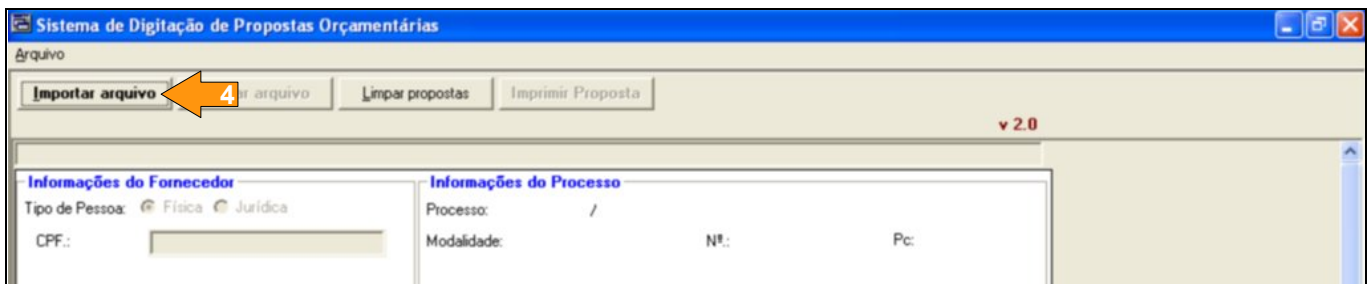 Sistema de Digitação de Propostas Orçamentárias
Arquivo
Importar arquivo 4 arquivo Limpar propostas Imprimir Proposta
v 2.0
Informações do Fornecedor Informações do Processo
Tipo de Pessoa: Física Jurídica Processo: /
CPF.: Modalidade: Nº.: Pc: